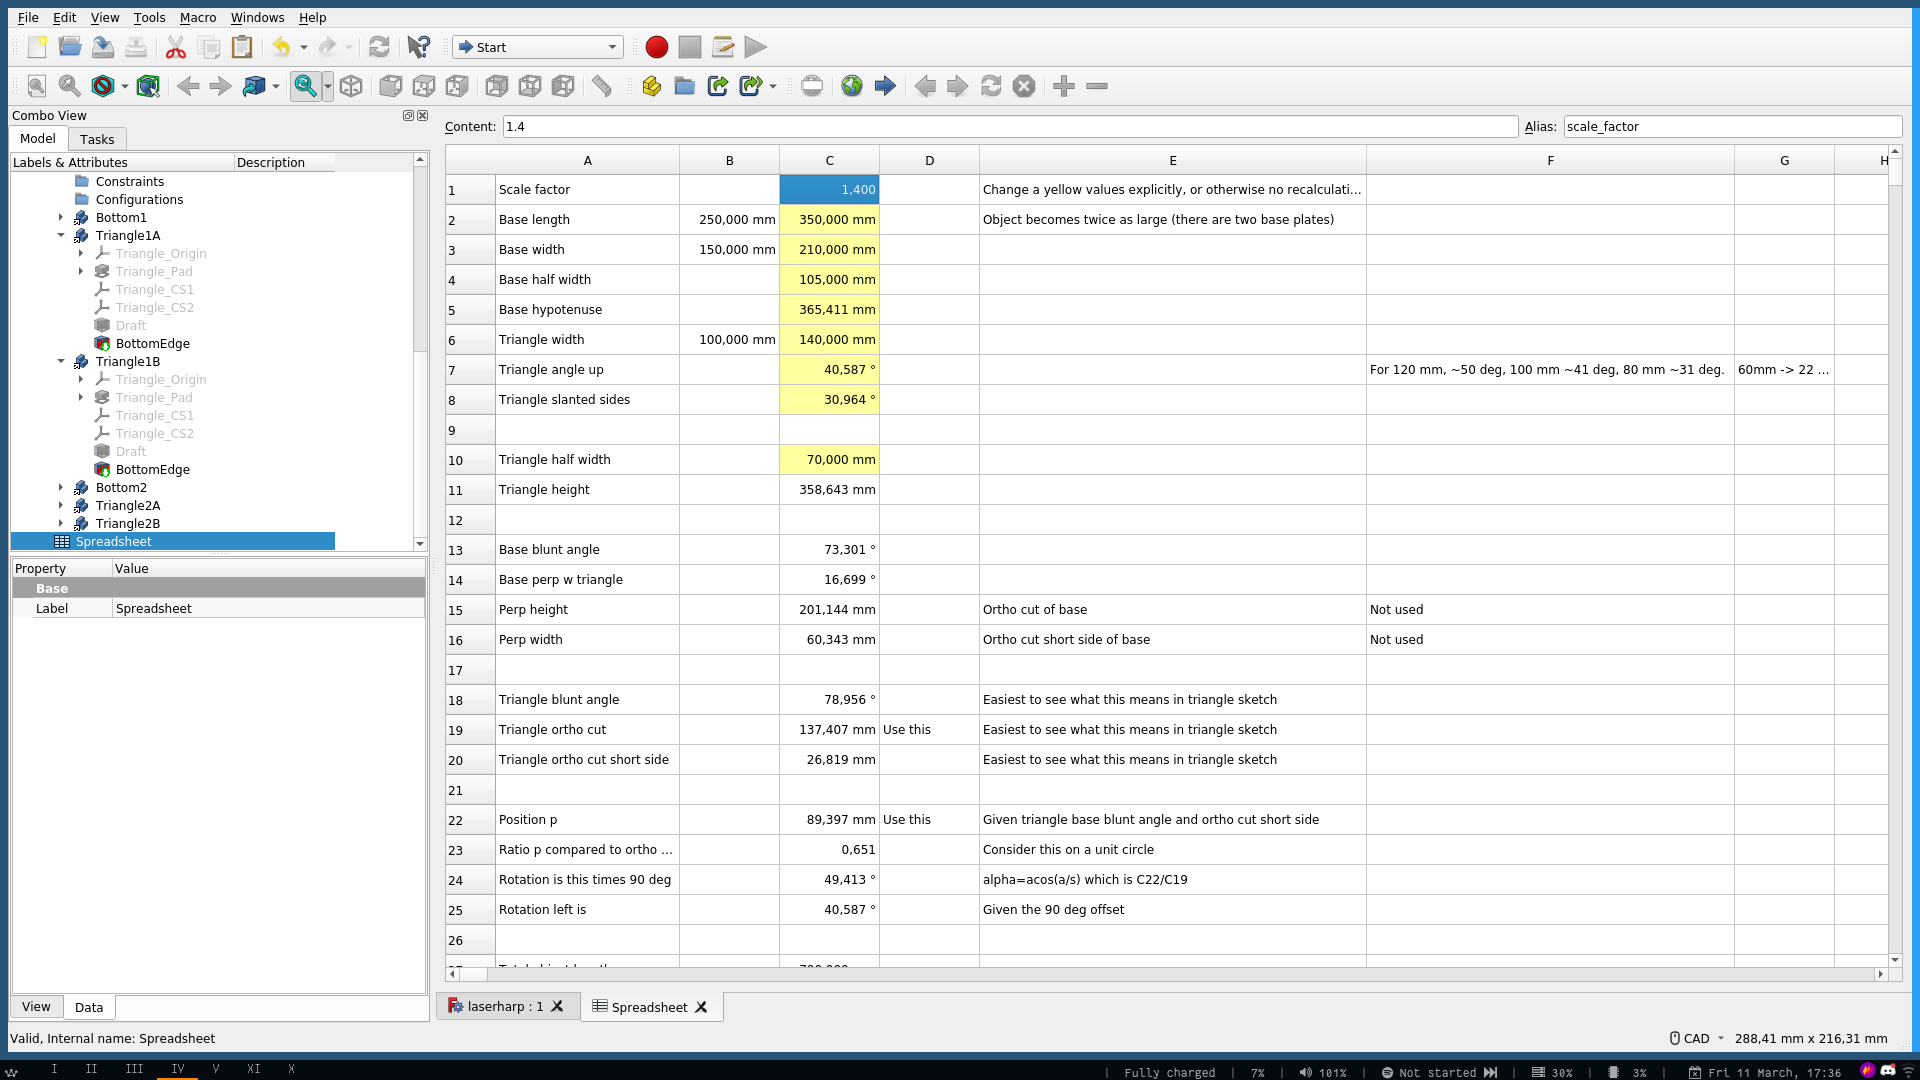 File Edit View Tools Macro Windows Help
Start
Combo View
Model Tasks
Labels & Attributes Description
Constraints
Configurations
Bottom1
Triangle1A
Triangle_Origin
Triangle_Pad
Triangle_CS1
Triangle_CS2
Draft
BottomEdge
Triangle1B
Triangle_Origin
Triangle_Pad
Triangle_CS1
Triangle_CS2
Draft
BottomEdge
Bottom2
Triangle2A
Triangle2B
Spreadsheet
Property Value
Base
Label Spreadsheet
View Data
Content: 1.4 Alias: scale_factor
A B C D E F G H
1 Scale factor 1,400 Change a yellow values explicitly, or otherwise no recalculati...
2 Base length 250,000 mm 350,000 mm Object becomes twice as large (there are two base plates)
3 Base width 150,000 mm 210,000 mm
4 Base half width 105,000 mm
5 Base hypotenuse 365,411 mm
6 Triangle width 100,000 mm 140,000 mm
7 Triangle angle up 40,587 ° For 120 mm, ~50 deg, 100 mm ~41 deg, 80 mm ~31 deg. 60mm -> 22 ...
8 Triangle slanted sides 30,964 °
9
10 Triangle half width 70,000 mm
11 Triangle height 358,643 mm
12
13 Base blunt angle 73,301 °
14 Base perp w triangle 16,699 °
15 Perp height 201,144 mm Ortho cut of base Not used
16 Perp width 60,343 mm Ortho cut short side of base Not used
17
18 Triangle blunt angle 78,956 ° Easiest to see what this means in triangle sketch
19 Triangle ortho cut 137,407 mm Use this Easiest to see what this means in triangle sketch
20 Triangle ortho cut short side 26,819 mm Easiest to see what this means in triangle sketch
21
22 Position p 89,397 mm Use this Given triangle base blunt angle and ortho cut short side
23 Ratio p compared to ortho ... 0,651 Consider this on a unit circle
24 Rotation is this times 90 deg 49,413 ° alpha=acos(a/s) which is C22/C19
25 Rotation left is 40,587 ° Given the 90 deg offset
26
laserharp : 1 Spreadsheet
Valid, Internal name: Spreadsheet CAD 288,41 mm x 216,31 mm
I II III IV V XI X | Fully charged | 7% | 101% | Not started | 30% | 3% | Fri 11 March, 17:36